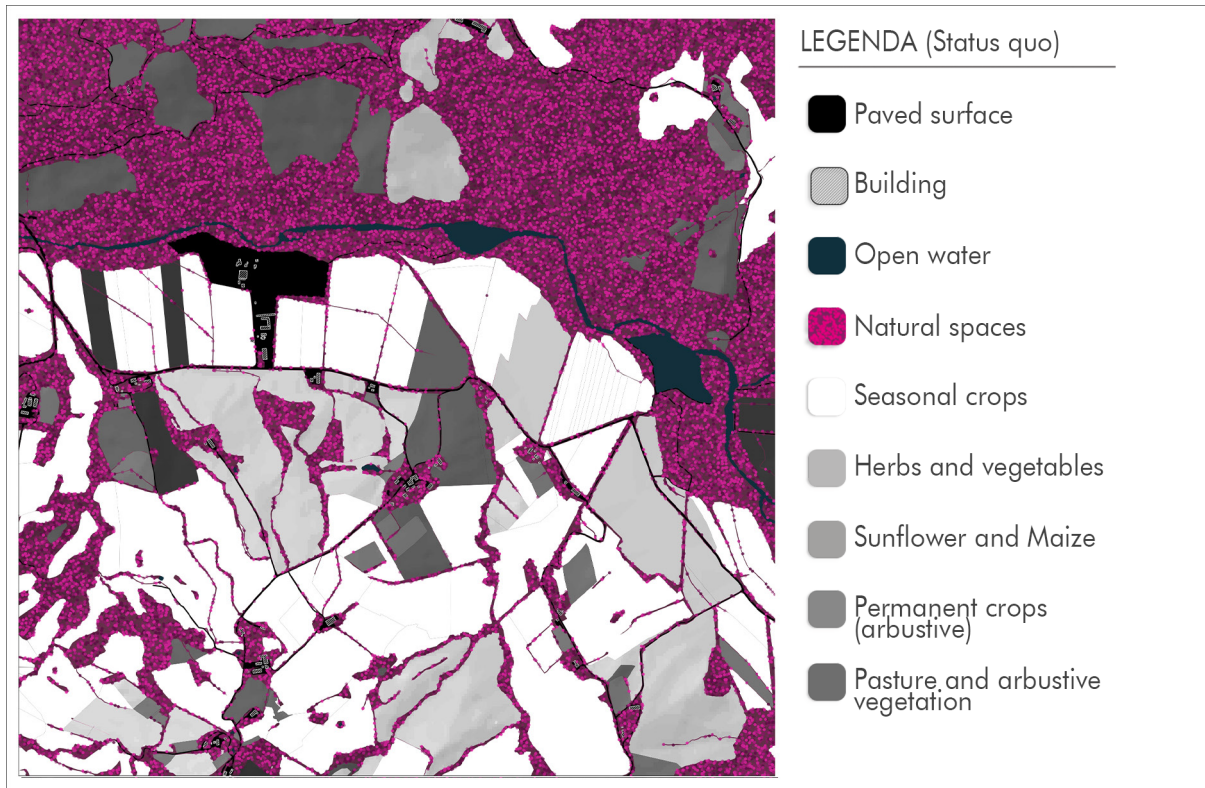 LEGENDA (Status quo)
Paved surface
Building
Open water
Natural spaces
Seasonal crops
Herbs and vegetables
Sunflower and Maize
Permanent crops
(arbustive)
Pasture and arbustive
vegetation